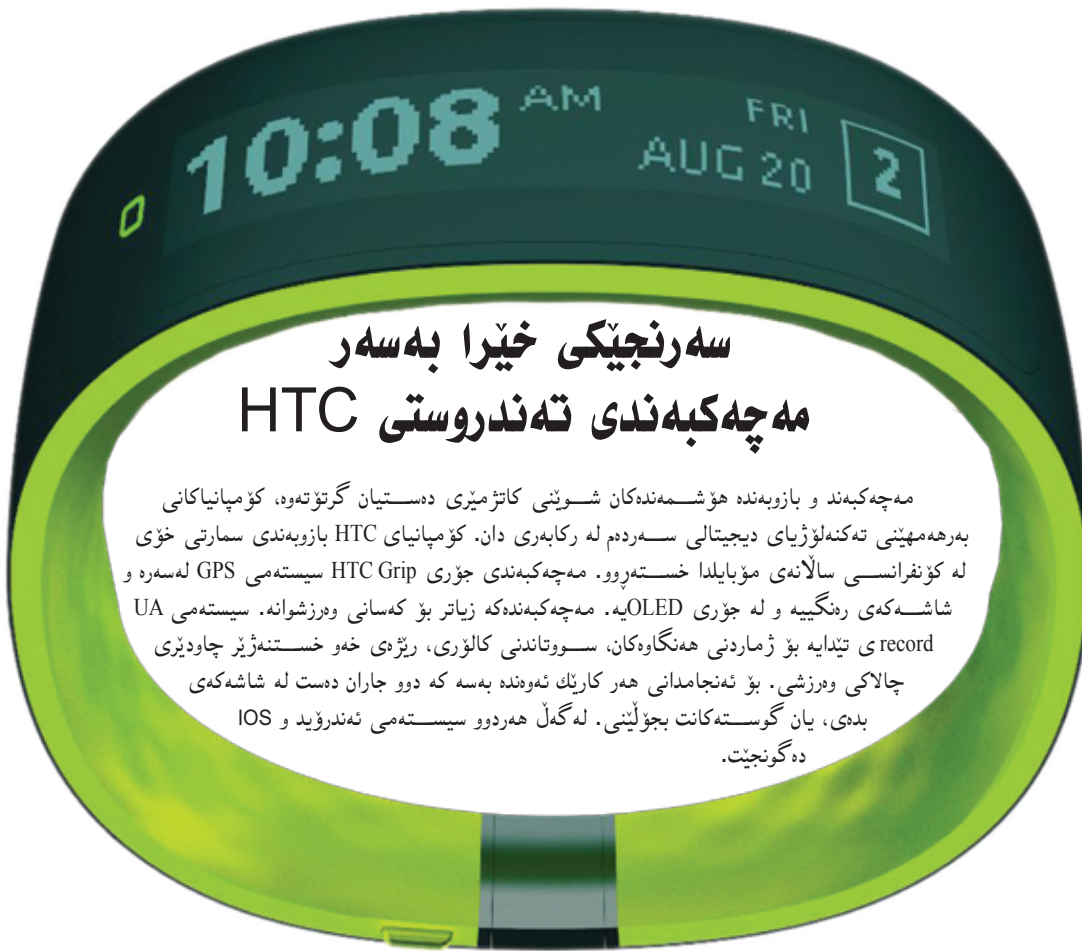 10:08 AM
FRI
AUG 20
2
سەرنجێکی خێرا بەسەر
مەچەکبەندی تەندروستی HTC
مەچەکبەند و بازوبەندە هۆشمەندەکان شوێنی کاتژمێری دەستیان گرتۆتەوە، کۆمپانیاکانی
بەرهەمهێنی تەکنەلۆژیای دیجیتالی سەردەم لە رکابەری دان. کۆمپانیای HTC بازوبەندی سمارتی خۆی
لە کۆنفرانسی ساڵانەی مۆبایلدا خستەڕوو. مەچەکبەندی جۆری HTC Grip سیستەمی GPS لەسەرە و
شاشەکەی رەنگییە و لە جۆری OLEDیە. مەچەکبەندەکە زیاتر بۆ کەسانی وەرزشوانە. سیستەمی UA
record ی تێدایە بۆ ژماردنی هەنگاوەکان، سووتاندنی کالۆری، رێژەی خەو خستنەژێر چاودێری
چالاکی وەرزشی. بۆ ئەنجامدانی هەر کارێك ئەوەندە بەسە کە دوو جاران دەست لە شاشەکەی
بدەی، یان گوستەکانت بجوڵێنی. لەگەڵ هەردوو سیستەمی ئەندرۆید و IOS
دەگونجێت.